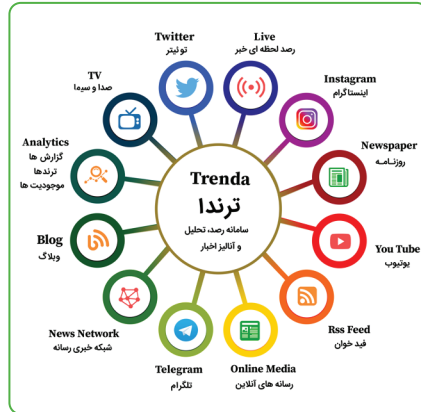 Twitter
توئیتر
Live
رصد لحظه ای خبر
Instagram
اینستاگرام
Newspaper
روزنامه
You Tube
یوتیوب
Rss Feed
فید خوان
Online Media
رسانه های آنلاین
Telegram
تلگرام
News Network
شبکه خبری رسانه
Blog
وبلاگ
Analytics
گزارش ها
ترندها
موجودیت ها
TV
صدا و سیما
Trenda
ترندا
سامانه رصد، تحلیل
و آنالیز اخبار